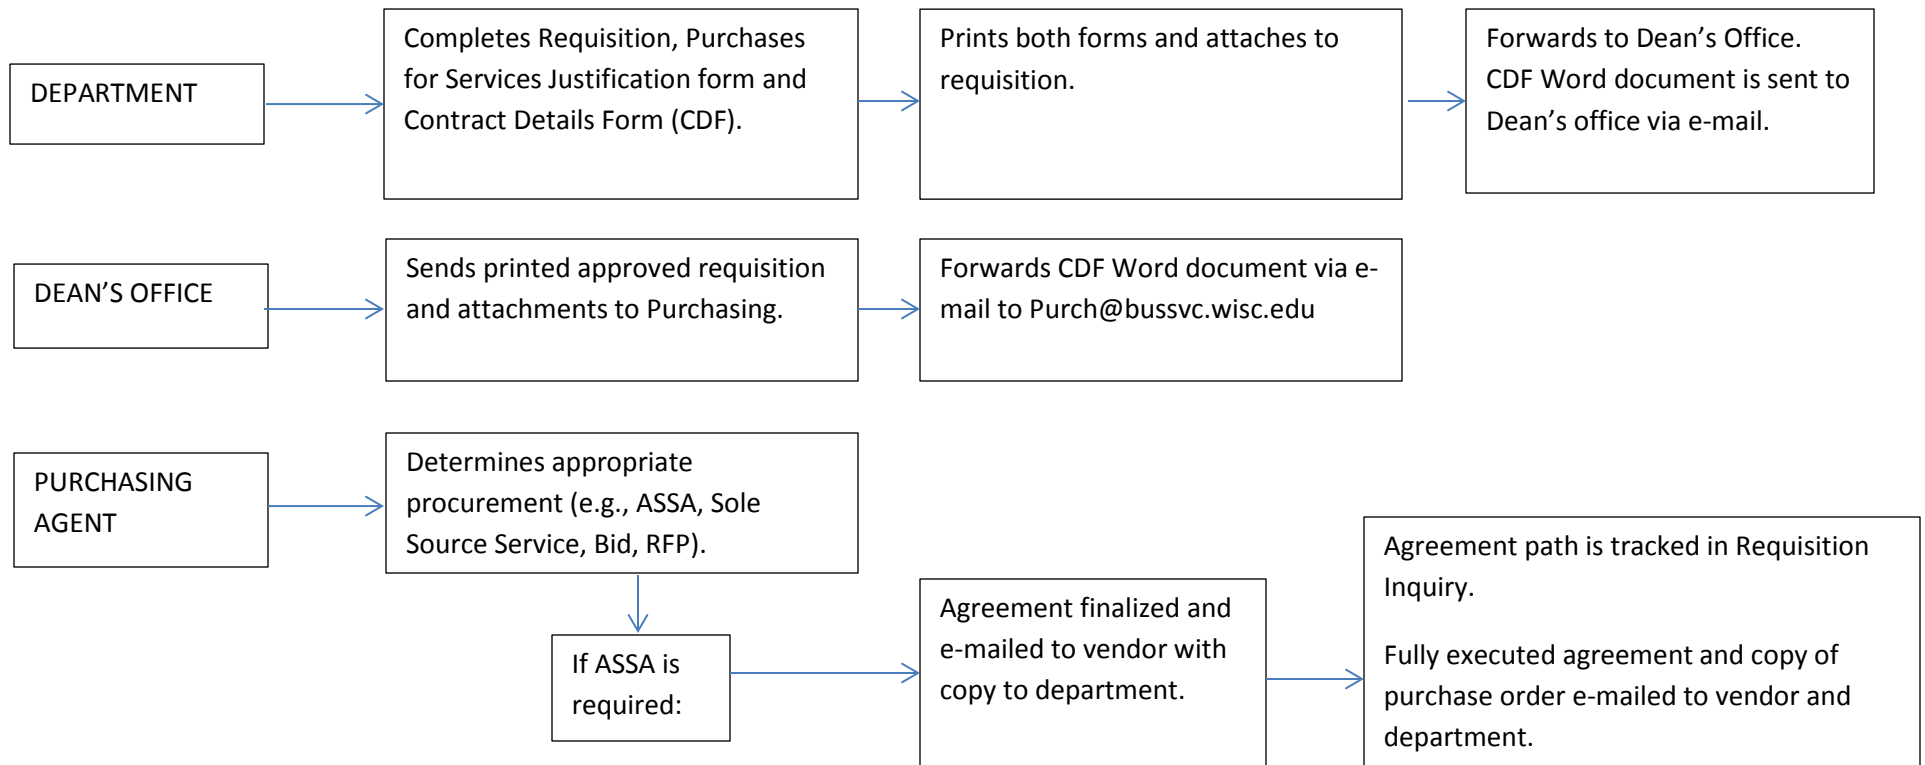 DEPARTMENT
Completes Requisition, Purchases
for Services Justification form and
Contract Details Form (CDF).
Prints both forms and attaches to
requisition.
Forwards to Dean’s Office.
CDF Word document is sent to
Dean’s office via e-mail.
DEAN’S OFFICE
Sends printed approved requisition
and attachments to Purchasing.
Forwards CDF Word document via e-
mail to Purch@bussvc.wisc.edu
PURCHASING
AGENT
Determines appropriate
procurement (e.g., ASSA, Sole
Source Service, Bid, RFP).
If ASSA is
required:
Agreement finalized and
e-mailed to vendor with
copy to department.
Agreement path is tracked in Requisition
Inquiry.
Fully executed agreement and copy of
purchase order e-mailed to vendor and
department.